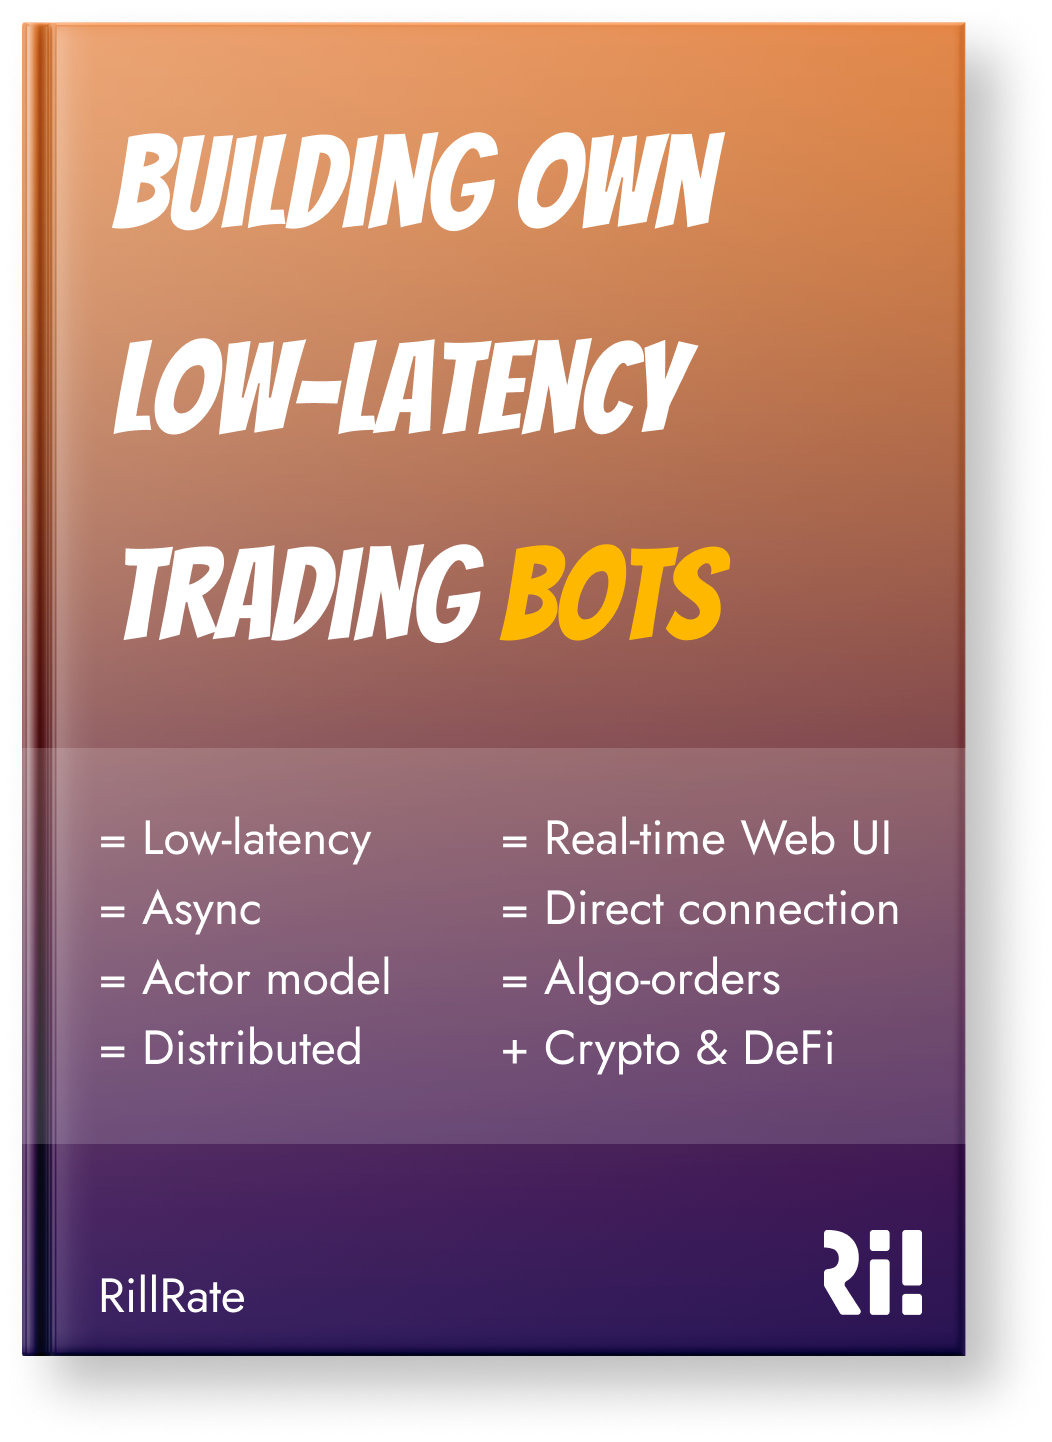 BUILDING OWN
LOW-LATENCY
TRADING BOTS
= Low-latency
= Async
= Actor model
= Distributed
= Real-time Web UI
= Direct connection
= Algo-orders
+ Crypto & DeFi
RillRate
Ri!